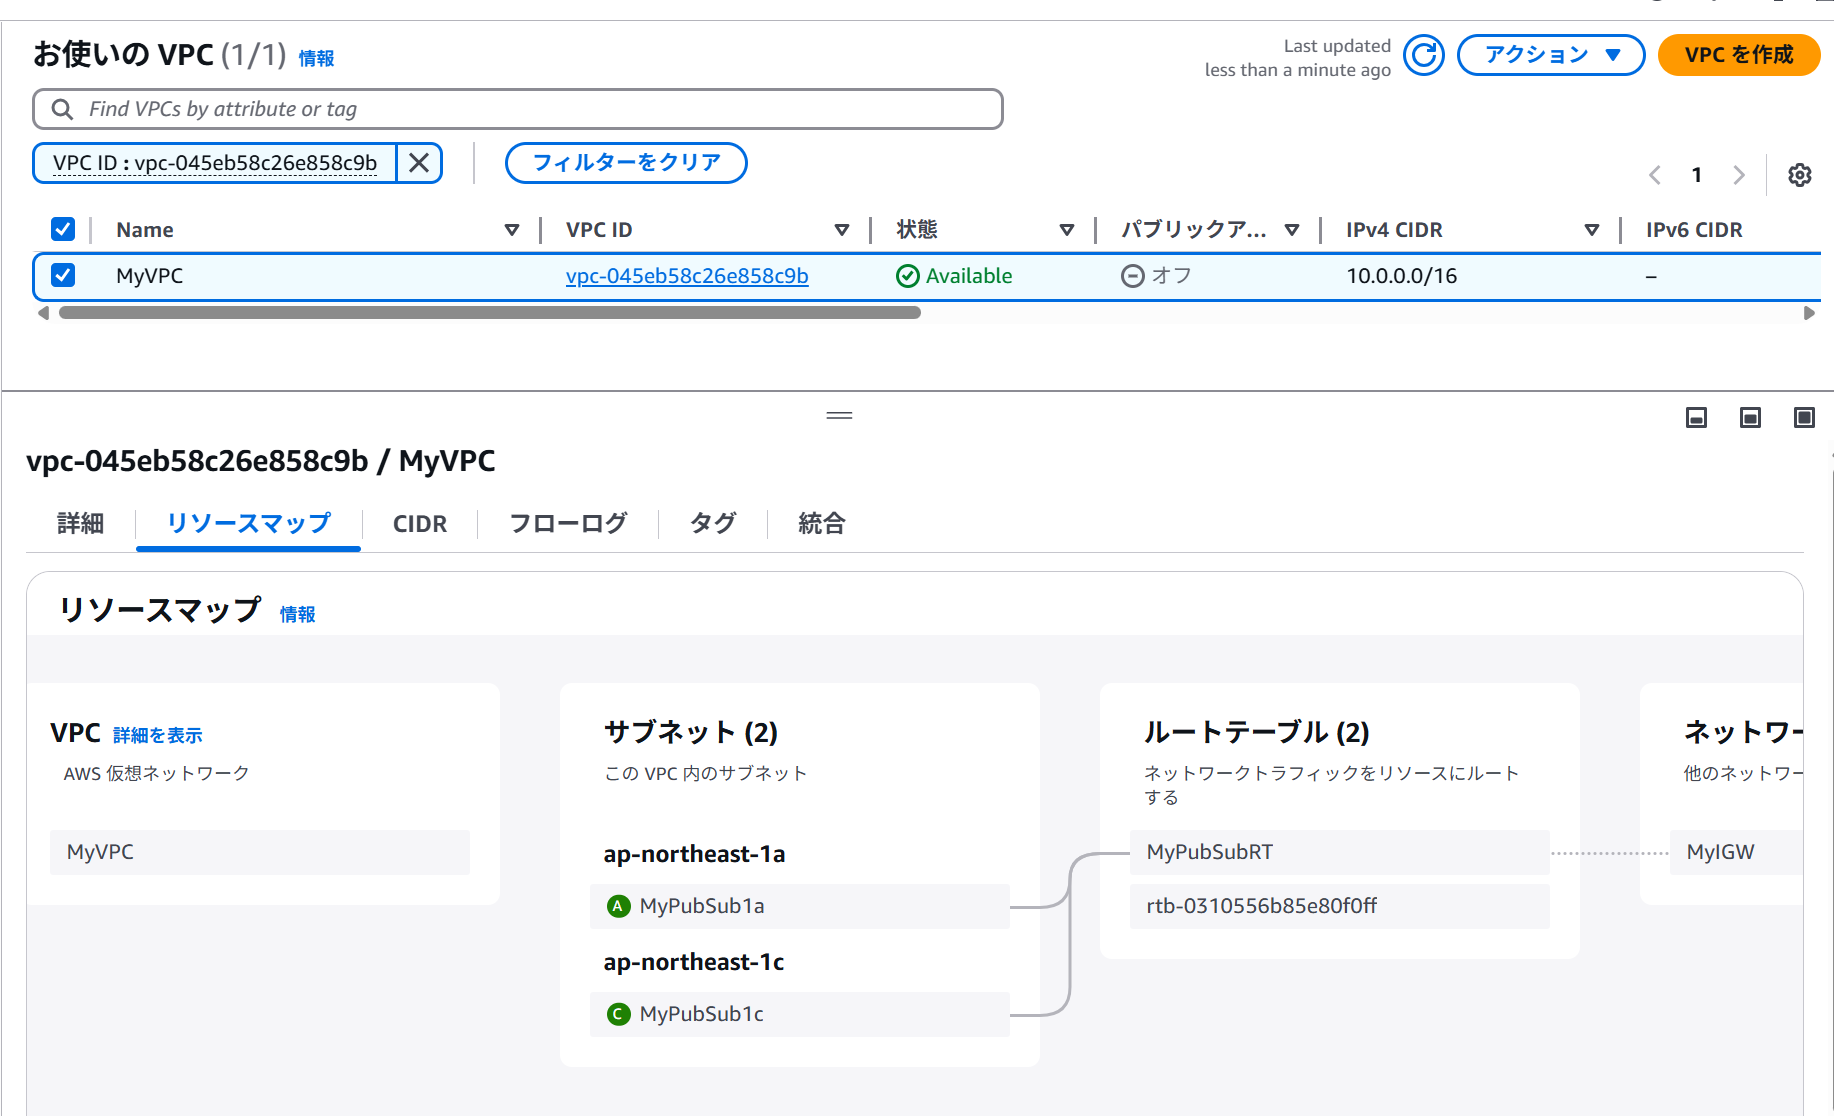 お使いの VPC (1/1) 情報
Last updated
less than a minute ago
アクション
VPC を作成
Find VPCs by attribute or tag
VPC ID : vpc-045eb58c26e858c9b
フィルターをクリア
1
Name
VPC ID
状態
パブリックア...
IPv4 CIDR
IPv6 CIDR
MyVPC
vpc-045eb58c26e858c9b
Available
オフ
10.0.0.0/16
–
vpc-045eb58c26e858c9b / MyVPC
詳細
リソースマップ
CIDR
フローログ
タグ
統合
リソースマップ 情報
VPC 詳細を表示
AWS 仮想ネットワーク
MyVPC
サブネット (2)
この VPC 内のサブネット
ap-northeast-1a
A MyPubSub1a
ap-northeast-1c
C MyPubSub1c
ルートテーブル (2)
ネットワークトラフィックをリソースにルート
する
MyPubSubRT
rtb-0310556b85e80f0ff
ネットワー
他のネットワー
MyIGW